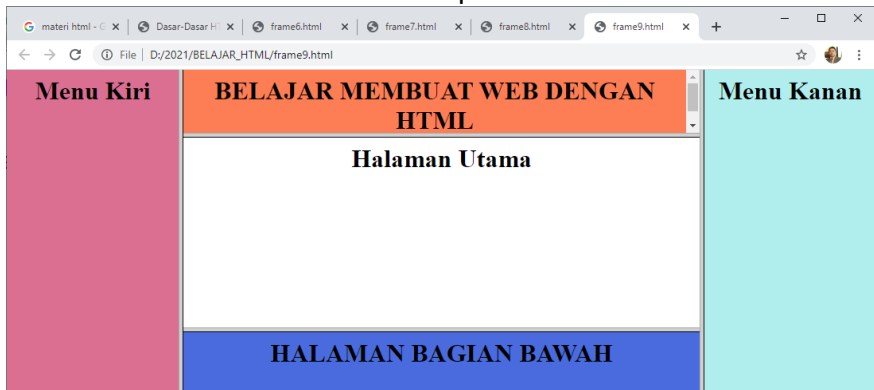 materi html - G
Dasar-Dasar HT
frame6.html
frame7.html
frame8.html
frame9.html
File D:/2021/BELAJAR_HTML/frame9.html
Menu Kiri
BELAJAR MEMBUAT WEB DENGAN
HTML
Menu Kanan
Halaman Utama
HALAMAN BAGIAN BAWAH